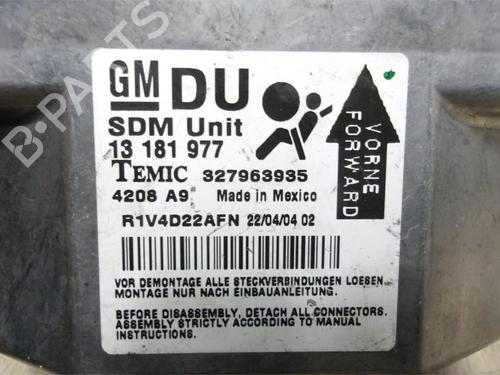 GM DU
SDM Unit
13 181 977
TEMIC 327963935
4208 A9 Made in Mexico
R1V4D22AFN 22/04/04 02
VORNE
FORWARD
VOR DEMONTAGE ALLE STECKVERBINDUNGEN LOESEN.
MONTAGE NUR NACH EINBAUANLEITUNG.
BEFORE DISASSEMBLY, DETACH ALL CONNECTORS.
ASSEMBLY STRICTLY ACCORDING TO MANUAL
INSTRUCTIONS.
B-PARTS